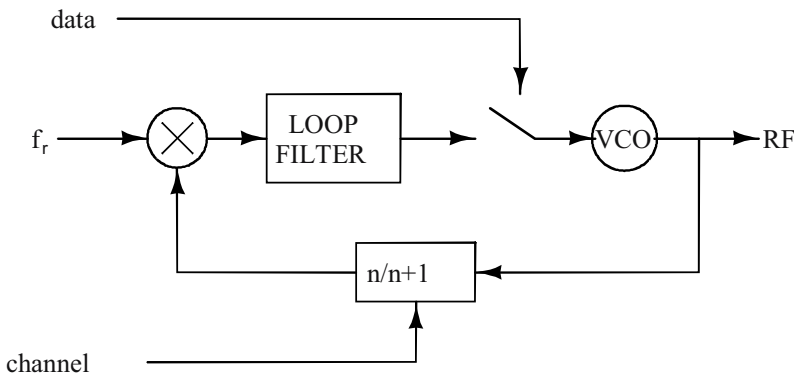 data
f_r
LOOP
FILTER
VCO
RF
n/n+1
channel